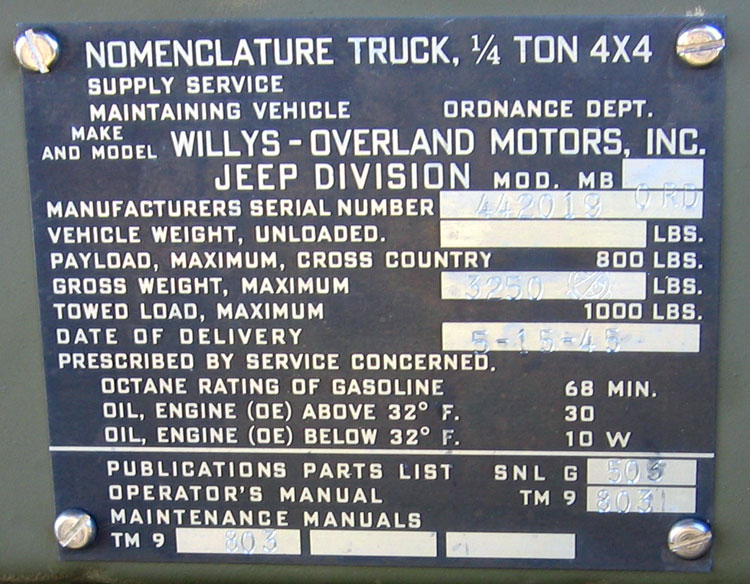 NOMENCLATURE TRUCK, ¼ TON 4X4
SUPPLY SERVICE
MAINTAINING VEHICLE ORDNANCE DEPT.
MAKE
AND MODEL WILLYS-OVERLAND MOTORS, INC.
JEEP DIVISION MOD. MB
MANUFACTURERS SERIAL NUMBER 442019 ORD
VEHICLE WEIGHT, UNLOADED. LBS.
PAYLOAD, MAXIMUM, CROSS COUNTRY 800 LBS.
GROSS WEIGHT, MAXIMUM 3250 LBS.
TOWED LOAD, MAXIMUM 1000 LBS.
DATE OF DELIVERY 5-15-45
PRESCRIBED BY SERVICE CONCERNED.
OCTANE RATING OF GASOLINE 68 MIN.
OIL, ENGINE (OE) ABOVE 32° F. 30
OIL, ENGINE (OE) BELOW 32° F. 10 W
PUBLICATIONS PARTS LIST SNL G 503
OPERATOR'S MANUAL TM 9 8031
MAINTENANCE MANUALS
TM 9 803